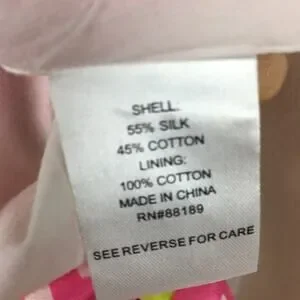 SHELL:
55% SILK
45% COTTON
LINING:
100% COTTON
MADE IN CHINA
RN#88189
SEE REVERSE FOR CARE